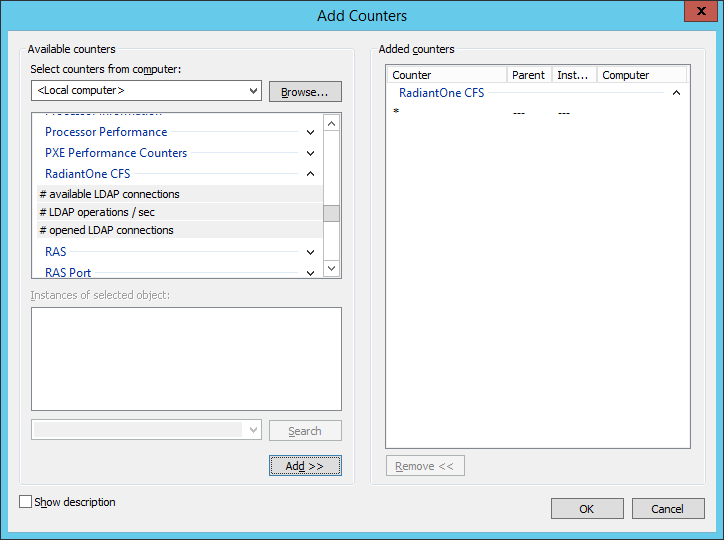 Add Counters
x
Available counters
Select counters from computer:
<Local computer>
Browse...
Processor Information
Processor Performance
PXE Performance Counters
RadiantOne CFS
# available LDAP connections
# LDAP operations / sec
# opened LDAP connections
RAS
RAS Port
Instances of selected object:
Search
Add >>
Show description
Added counters
Counter Parent Inst... Computer
RadiantOne CFS
* --- ---
Remove <<
OK Cancel